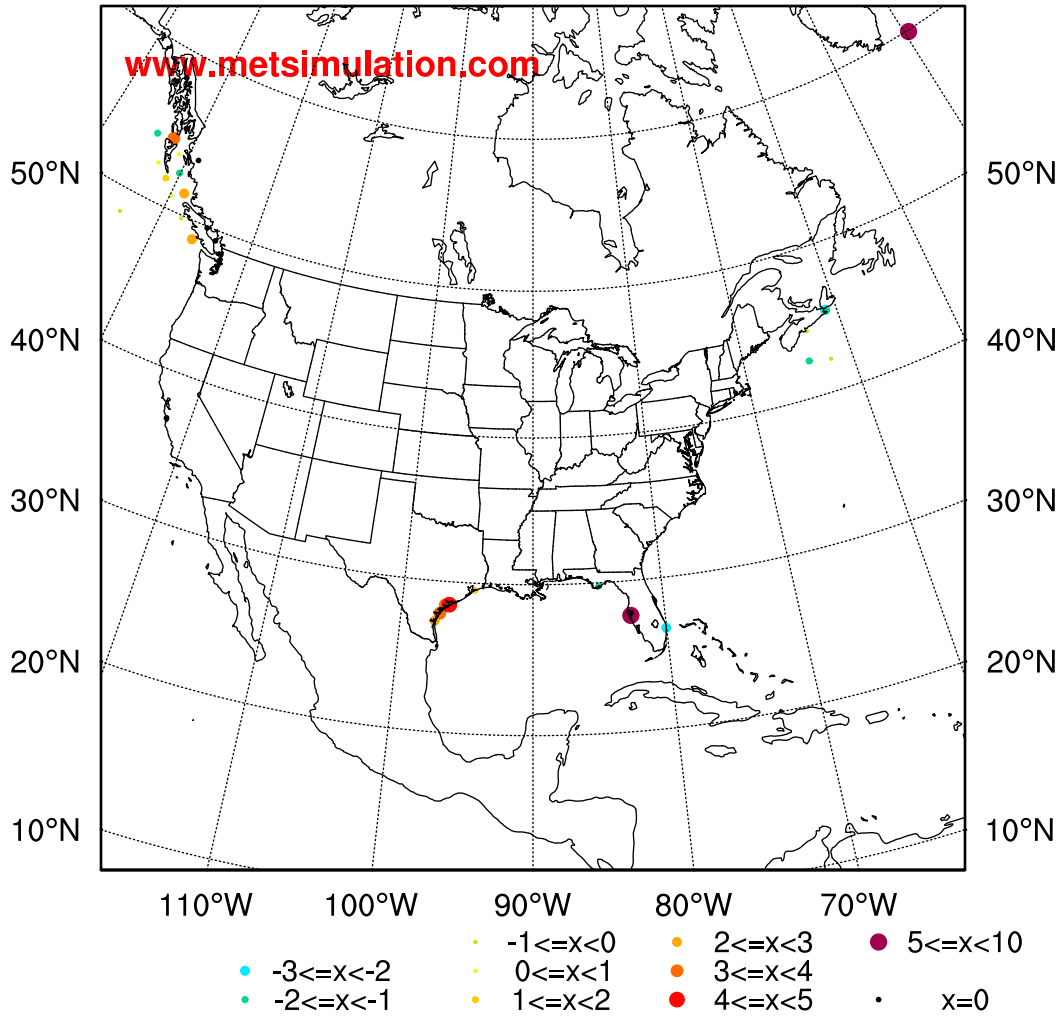 www.metsimulation.com
50°N 50°N
40°N 40°N
30°N 30°N
20°N 20°N
10°N 10°N
110°W 100°W 90°W 80°W 70°W
-1<=x<0 2<=x<3 5<=x<10
-3<=x<-2 0<=x<1 3<=x<4
-2<=x<-1 1<=x<2 4<=x<5 x=0